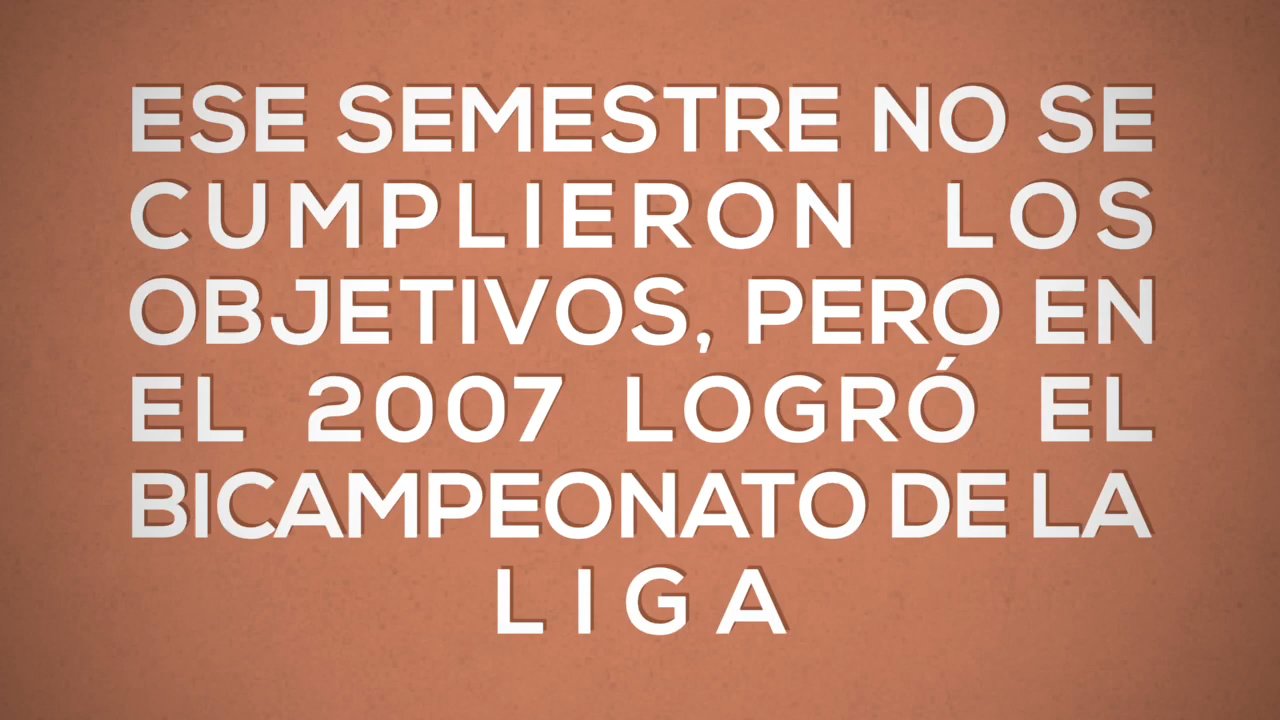 ESE SEMESTRE NO SE
CUMPLIERON LOS
OBJETIVOS, PERO EN
EL 2007 LOGRÓ EL
BICAMPEONATO DE LA
LIGA